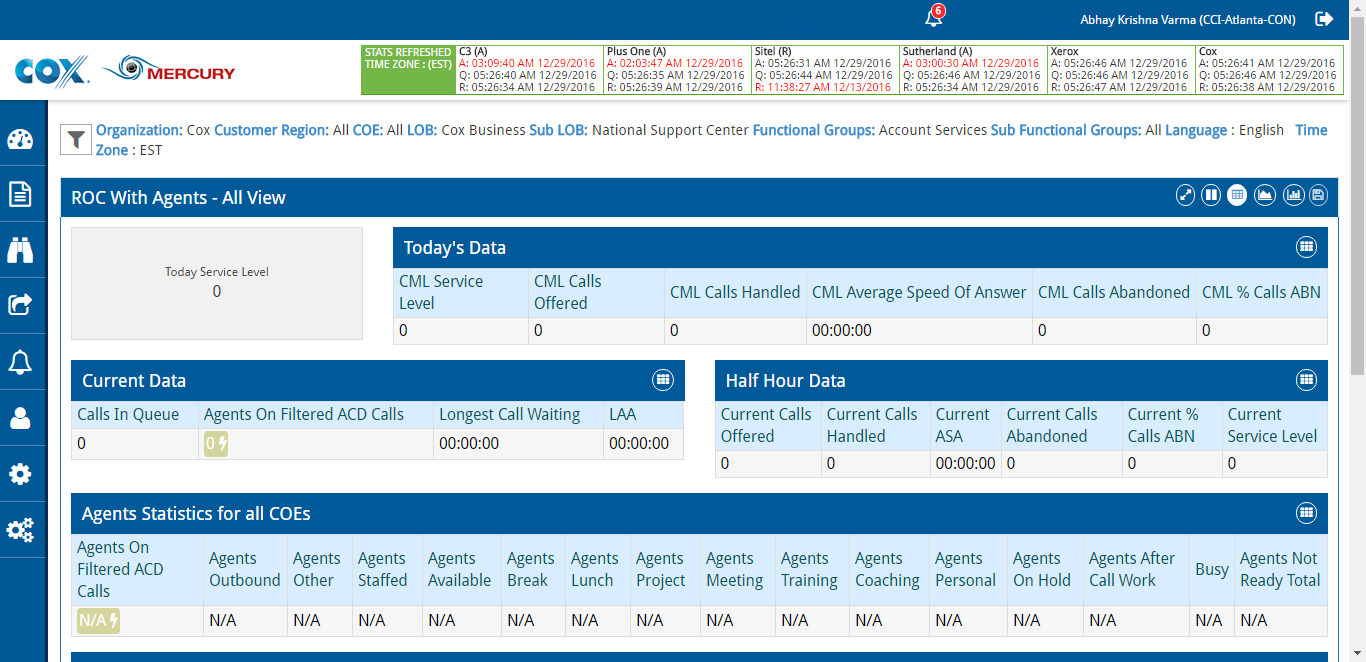 6
Abhay Krishna Varma (CCI-Atlanta-CON)
COX
MERCURY
STATS REFRESHED
TIME ZONE : (EST)
C3 (A)
A: 03:09:40 AM 12/29/2016
Q: 05:26:40 AM 12/29/2016
R: 05:26:34 AM 12/29/2016
Plus One (A)
A: 02:03:47 AM 12/29/2016
Q: 05:26:35 AM 12/29/2016
R: 05:26:39 AM 12/29/2016
Sitel (R)
A: 05:26:31 AM 12/29/2016
Q: 05:26:44 AM 12/29/2016
R: 11:38:27 AM 12/13/2016
Sutherland (A)
A: 03:00:30 AM 12/29/2016
Q: 05:26:46 AM 12/29/2016
R: 05:26:34 AM 12/29/2016
Xerox
A: 05:26:46 AM 12/29/2016
Q: 05:26:46 AM 12/29/2016
R: 05:26:47 AM 12/29/2016
Cox
A: 05:26:41 AM 12/29/2016
Q: 05:26:46 AM 12/29/2016
R: 05:26:38 AM 12/29/2016
Organization: Cox Customer Region: All COE: All LOB: Cox Business Sub LOB: National Support Center Functional Groups: Account Services Sub Functional Groups: All Language : English Time
Zone : EST
ROC With Agents - All View
Today Service Level
0
Today's Data
CML Service
Level
CML Calls
Offered
CML Calls Handled
CML Average Speed Of Answer
CML Calls Abandoned
CML % Calls ABN
0 0 0 00:00:00 0 0
Current Data
Calls In Queue Agents On Filtered ACD Calls Longest Call Waiting LAA
0 0 00:00:00 00:00:00
Half Hour Data
Current Calls
Offered
Current Calls
Handled
Current
ASA
Current Calls
Abandoned
Current %
Calls ABN
Current
Service Level
0 0 00:00:00 0 0 0
Agents Statistics for all COEs
Agents On
Filtered ACD
Calls
Agents
Outbound
Agents
Other
Agents
Staffed
Agents
Available
Agents
Break
Agents
Lunch
Agents
Project
Agents
Meeting
Agents
Training
Agents
Coaching
Agents
Personal
Agents
On Hold
Agents After
Call Work
Busy
Agents Not
Ready Total
N/A N/A N/A N/A N/A N/A N/A N/A N/A N/A N/A N/A N/A N/A N/A N/A